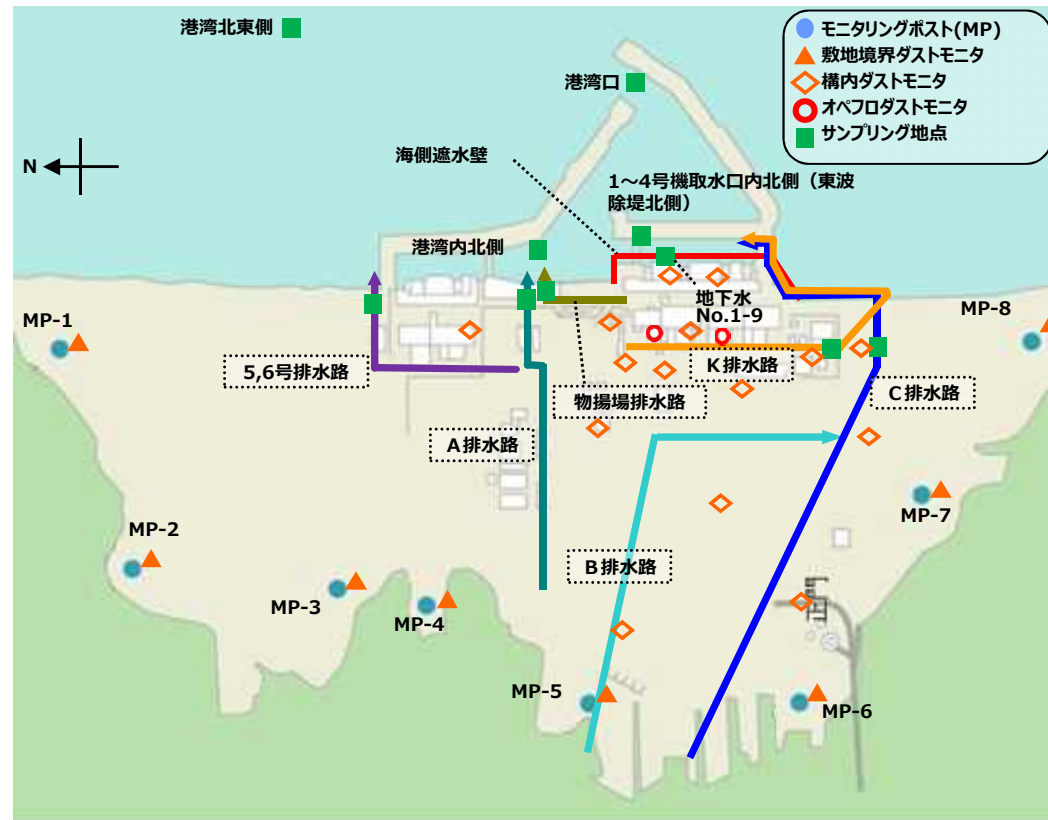 港湾北東側
モニタリングポスト(MP)
敷地境界ダストモニタ
構内ダストモニタ
オペフロダストモニタ
サンプリング地点
港湾口
N
海側遮水壁
1～4号機取水口内北側（東波
除堤北側）
港湾内北側
地下水
No.1-9
MP-1
MP-8
5,6号排水路
物揚場排水路
K排水路
C排水路
A排水路
MP-7
MP-2
B排水路
MP-3
MP-4
MP-5
MP-6